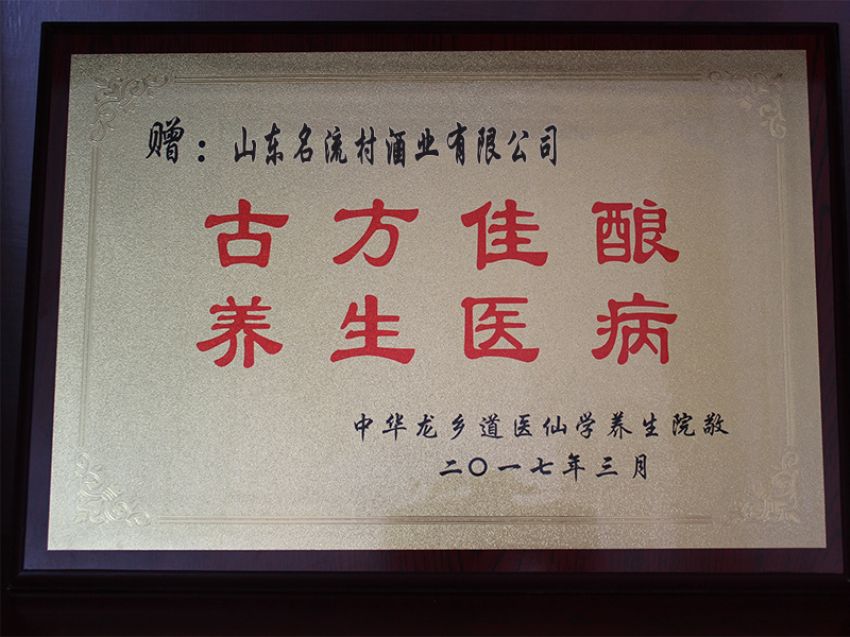 赠：山东名流村酒业有限公司
古方佳酿
养生医病
中华龙乡道医仙学养生院敬
二〇一七年三月